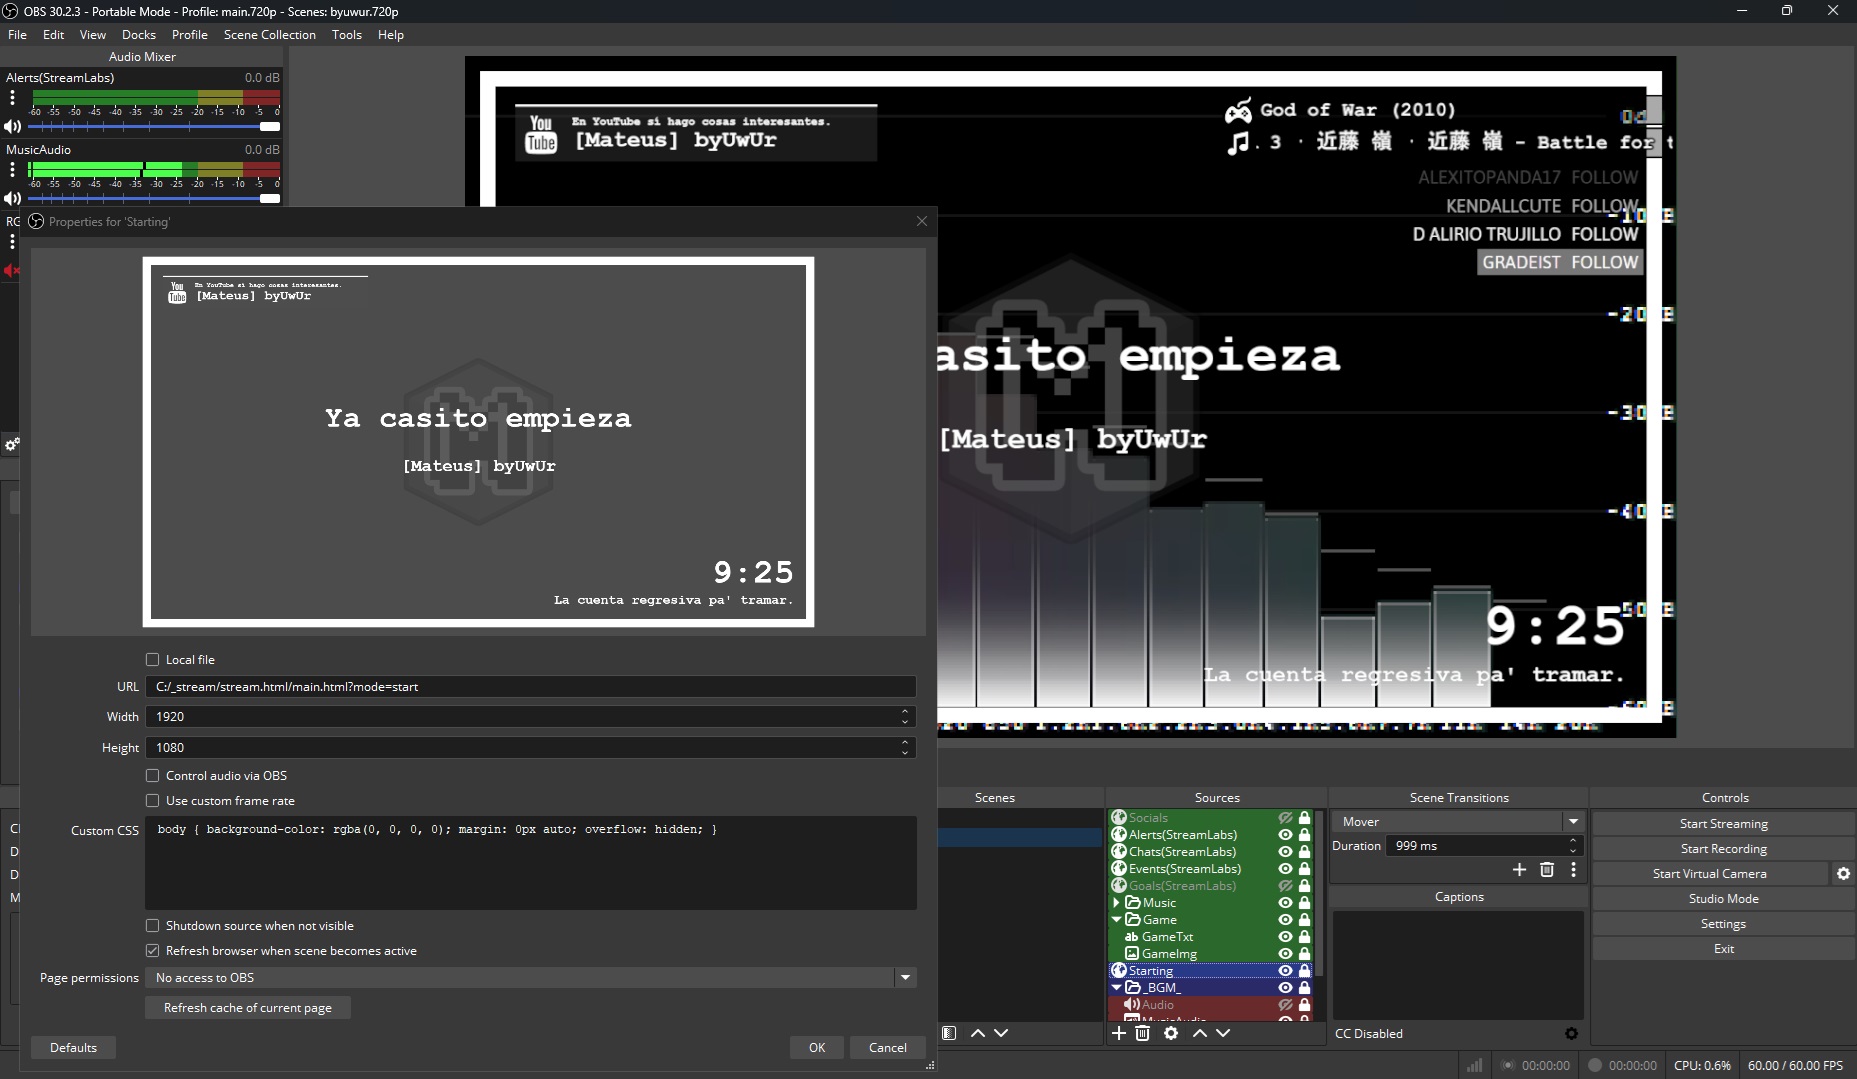 OBS 30.2.3 - Portable Mode - Profile: main.720p - Scenes: byuwur.720p
File Edit View Docks Profile Scene Collection Tools Help
Audio Mixer
Alerts(StreamLabs) 0.0 dB
-60 -55 -50 -45 -40 -35 -30 -25 -20 -15 -10 -5 0
MusicAudio 0.0 dB
-60 -55 -50 -45 -40 -35 -30 -25 -20 -15 -10 -5 0
Properties for 'Starting'
You Tube
En YouTube si hago cosas interesantes.
[Mateus] byUwUr
Ya casito empieza
[Mateus] byUwUr
9:25
La cuenta regresiva pa' tramar.
Local file
URL C:/_stream/stream.html/main.html?mode=start
Width 1920
Height 1080
Control audio via OBS
Use custom frame rate
Custom CSS body { background-color: rgba(0, 0, 0, 0); margin: 0px auto; overflow: hidden; }
Shutdown source when not visible
Refresh browser when scene becomes active
Page permissions No access to OBS
Refresh cache of current page
Defaults OK Cancel
You Tube
En YouTube si hago cosas interesantes.
[Mateus] byUwUr
God of War (2010)
. 3 · 近藤 嶺 · 近藤 嶺 - Battle for t
ALEXITOPANDA17 FOLLOW
KENDALLCUTE FOLLOW
D ALIRIO TRUJILLO FOLLOW
GRADEIST FOLLOW
asito empieza
[Mateus] byUwUr
9:25
La cuenta regresiva pa' tramar.
Scenes
Sources
Socials
Alerts(StreamLabs)
Chats(StreamLabs)
Events(StreamLabs)
Goals(StreamLabs)
Music
Game
ab GameTxt
GameImg
Starting
_BGM_
Audio
MusicAudio
Scene Transitions
Mover
Duration 999 ms
Captions
CC Disabled
Controls
Start Streaming
Start Recording
Start Virtual Camera
Studio Mode
Settings
Exit
00:00:00 00:00:00 CPU: 0.6% 60.00 / 60.00 FPS